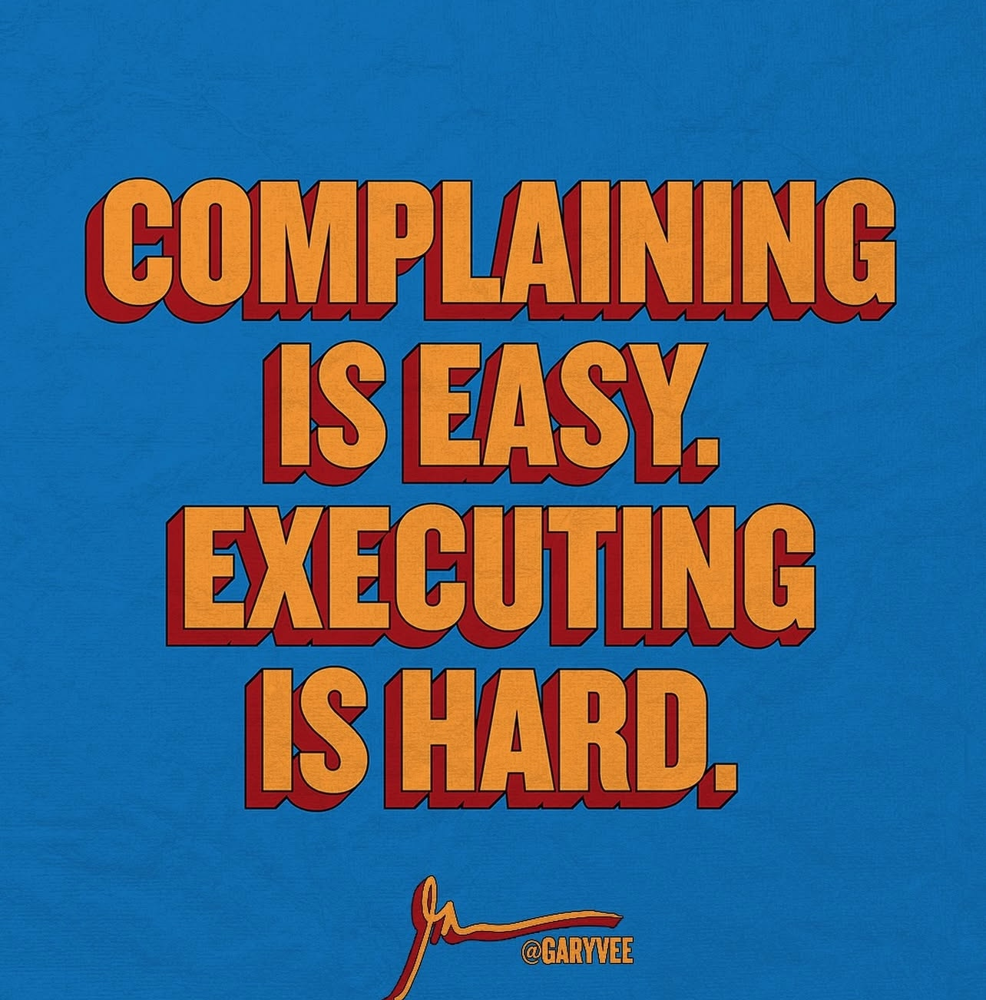 COMPLAINING
IS EASY.
EXECUTING
IS HARD.
@GARYVEE